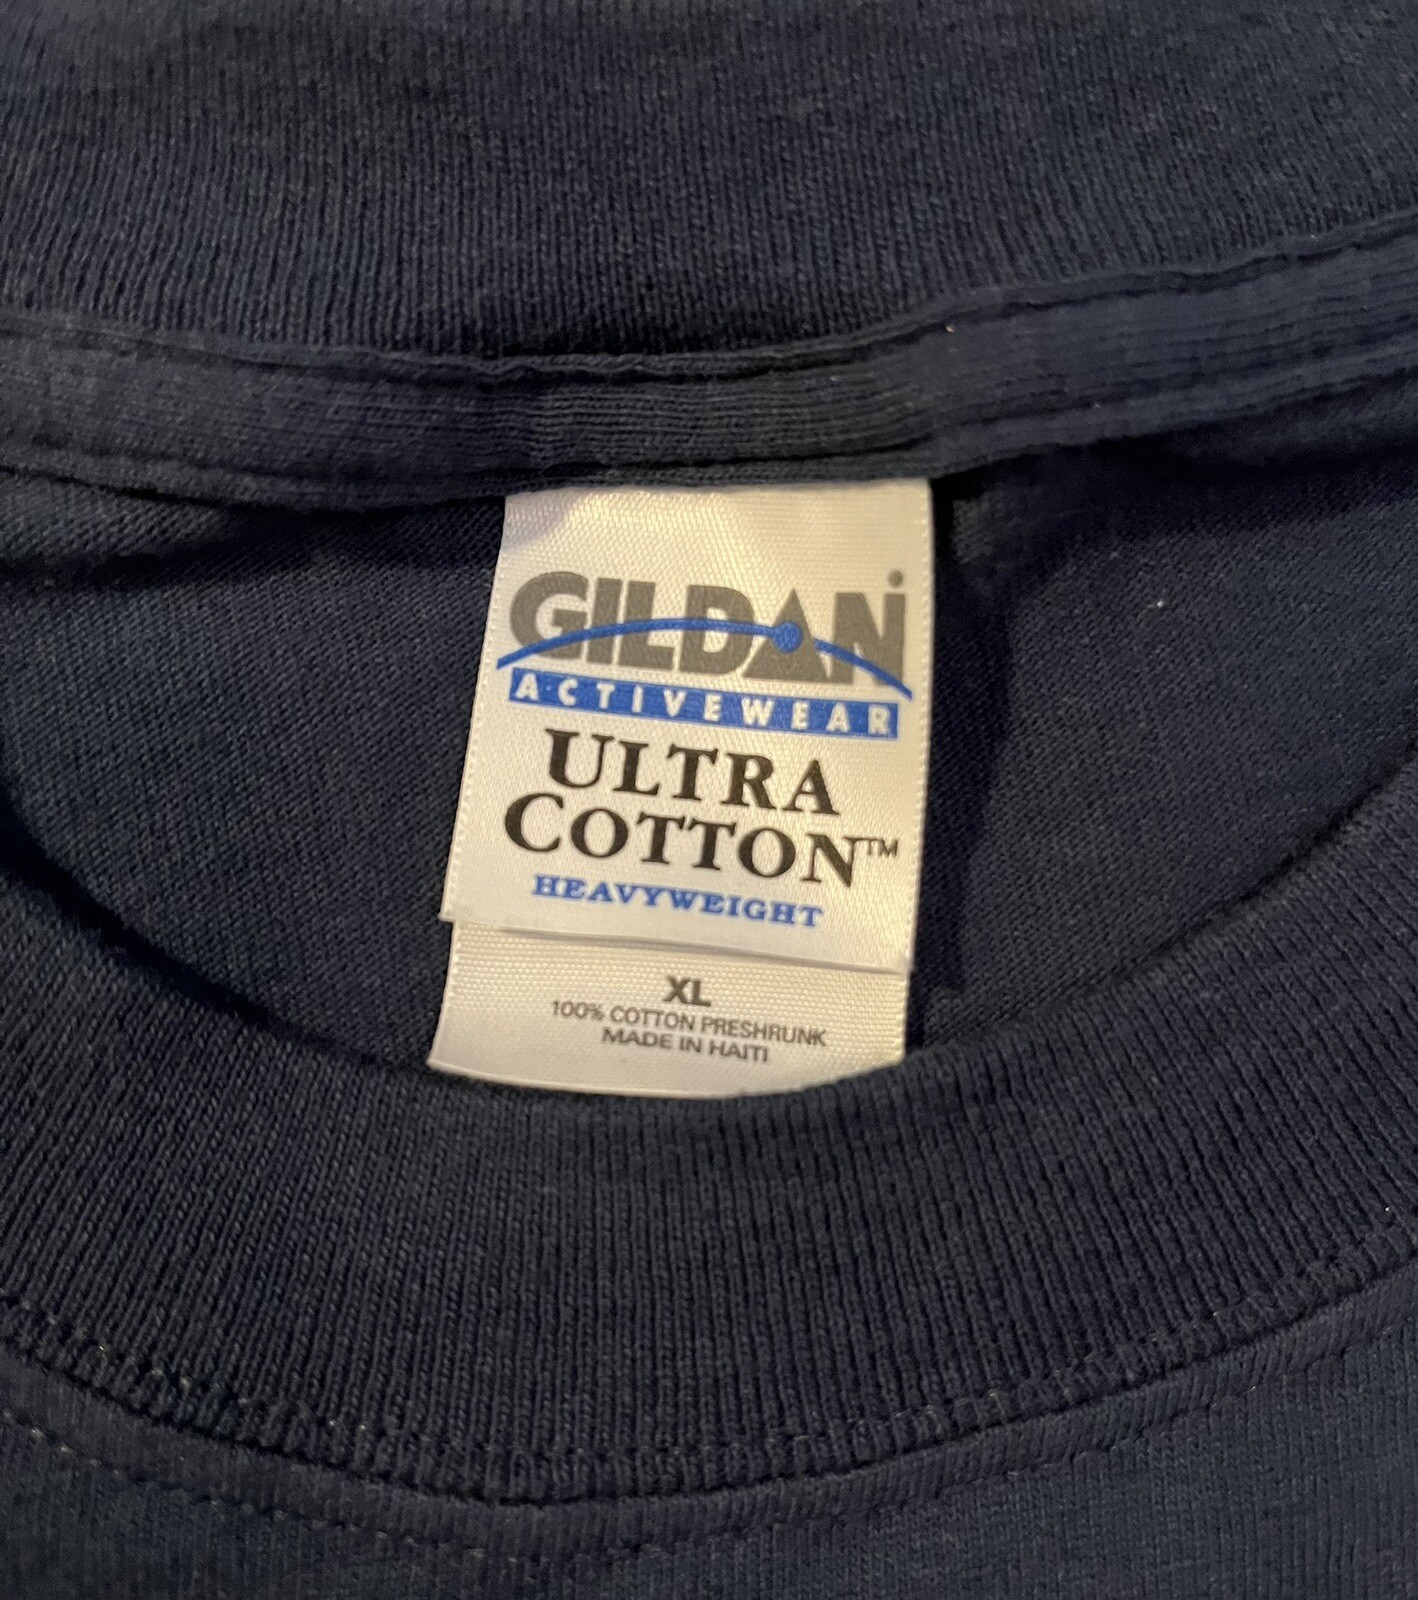 GILDAN
ACTIVEWEAR
ULTRA
COTTON™
HEAVYWEIGHT
XL
100% COTTON PRESHRUNK
MADE IN HAITI